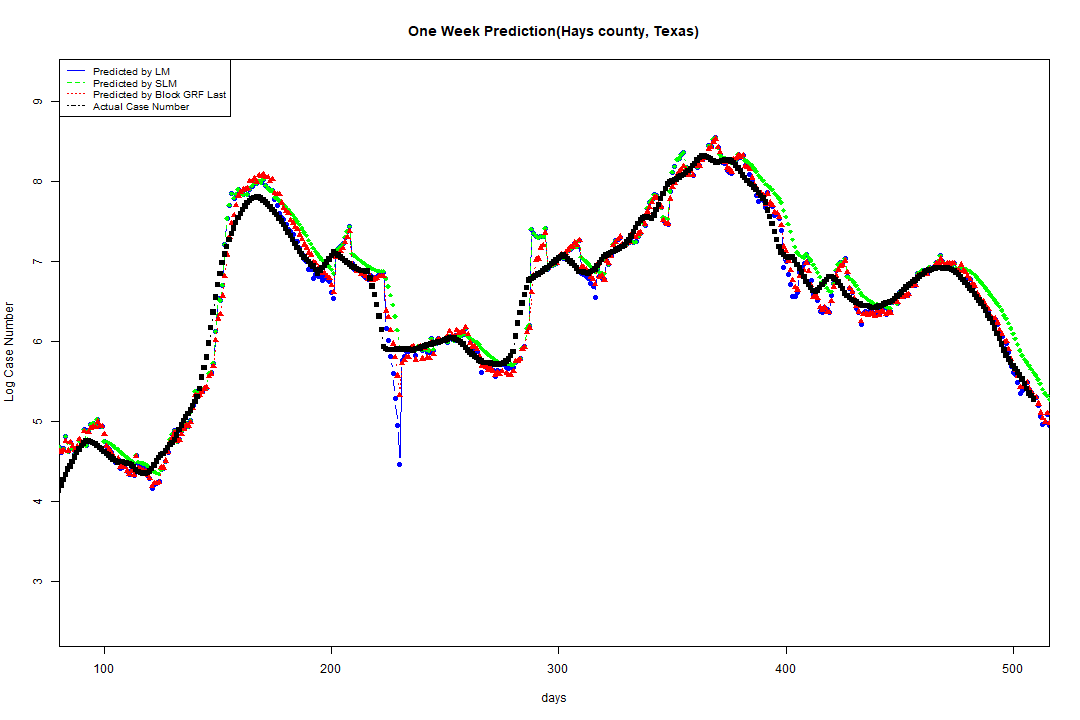 One Week Prediction(Hays county, Texas)
Predicted by LM
Predicted by SLM
Predicted by Block GRF Last
Actual Case Number
9
8
7
6
5
4
3
Log Case Number
100 200 300 400 500
days